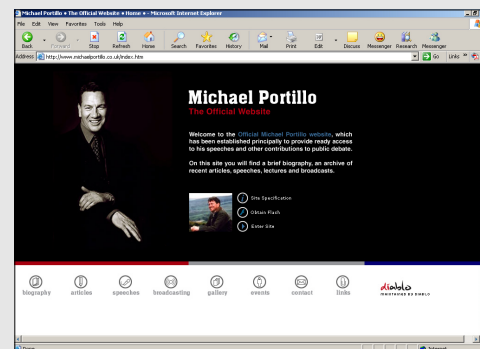 Michael Portillo • The Official Website • Home • - Microsoft Internet Explorer
File Edit View Favorites Tools Help
Back Forward Stop Refresh Home Search Favorites History Mail Print Edit Discuss Messenger Research Messenger
Address http://www.michaelportillo.co.uk/index.htm Go Links »
Michael Portillo
The Official Website
Welcome to the Official Michael Portillo website, which
has been established principally to provide ready access
to his speeches and other contributions to public debate.
On this site you will find a brief biography, an archive of
recent articles, speeches, lectures and broadcasts.
Site Specification
Obtain Flash
Enter Site
biography articles speeches broadcasting gallery events contact links
diablo
MAINTAINED BY DIABLO
Done Internet